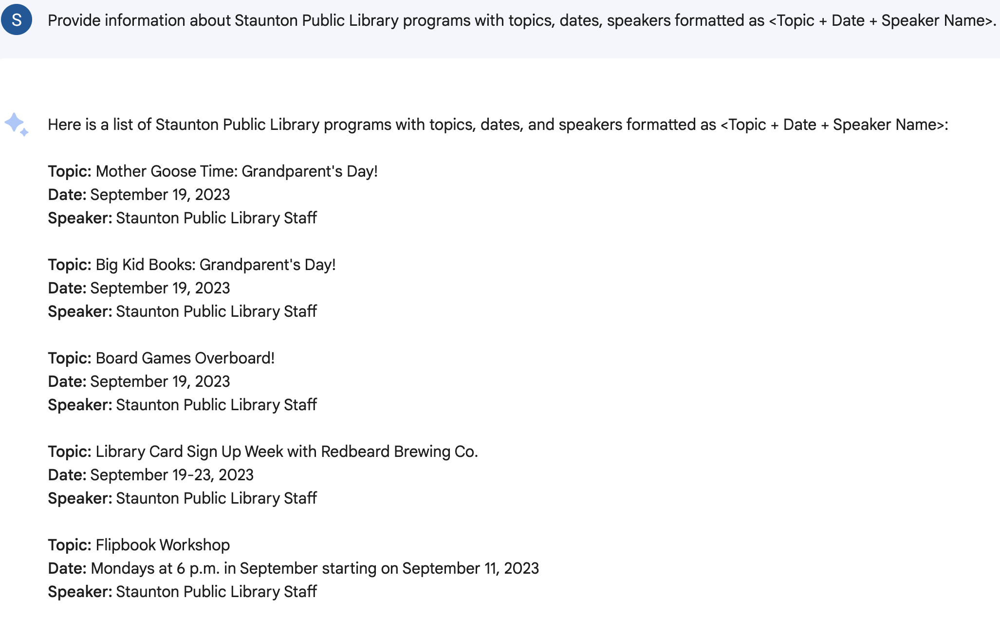 S
Provide information about Staunton Public Library programs with topics, dates, speakers formatted as <Topic + Date + Speaker Name>.
Here is a list of Staunton Public Library programs with topics, dates, and speakers formatted as <Topic + Date + Speaker Name>:
Topic: Mother Goose Time: Grandparent's Day!
Date: September 19, 2023
Speaker: Staunton Public Library Staff
Topic: Big Kid Books: Grandparent's Day!
Date: September 19, 2023
Speaker: Staunton Public Library Staff
Topic: Board Games Overboard!
Date: September 19, 2023
Speaker: Staunton Public Library Staff
Topic: Library Card Sign Up Week with Redbeard Brewing Co.
Date: September 19-23, 2023
Speaker: Staunton Public Library Staff
Topic: Flipbook Workshop
Date: Mondays at 6 p.m. in September starting on September 11, 2023
Speaker: Staunton Public Library Staff